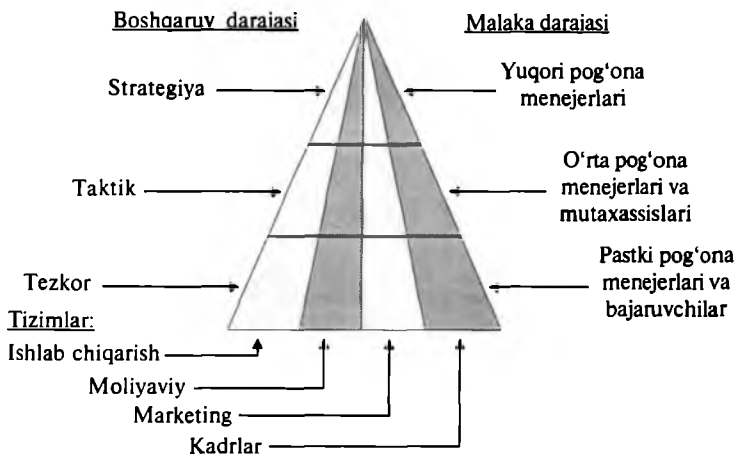 Boshqaruv darajasi
Malaka darajasi
Strategiya
Yuqori pog‘ona
menejerlari
Taktik
O‘rta pog‘ona
menejerlari va
mutaxassislari
Tezkor
Pastki pog‘ona
menejerlari va
bajaruvchilar
Tizimlar:
Ishlab chiqarish
Moliyaviy
Marketing
Kadrlar